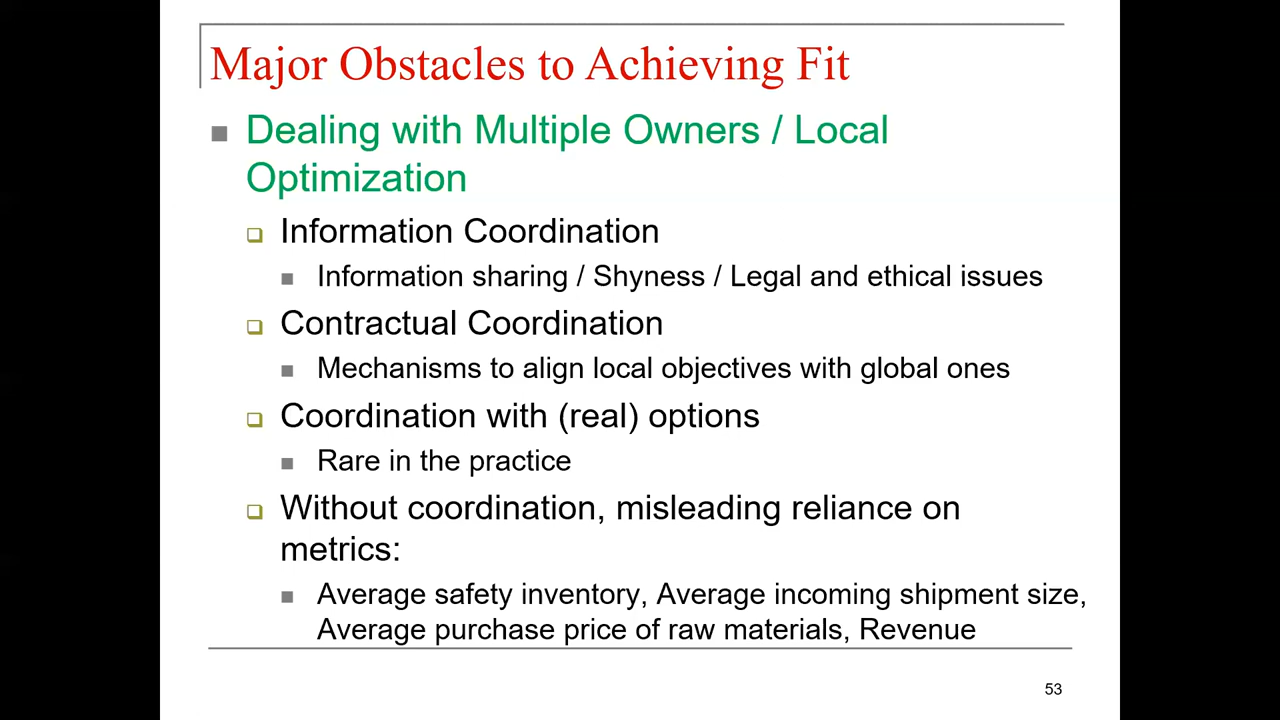 Major Obstacles to Achieving Fit
Dealing with Multiple Owners / Local
Optimization
Information Coordination
Information sharing / Shyness / Legal and ethical issues
Contractual Coordination
Mechanisms to align local objectives with global ones
Coordination with (real) options
Rare in the practice
Without coordination, misleading reliance on
metrics:
Average safety inventory, Average incoming shipment size,
Average purchase price of raw materials, Revenue
53